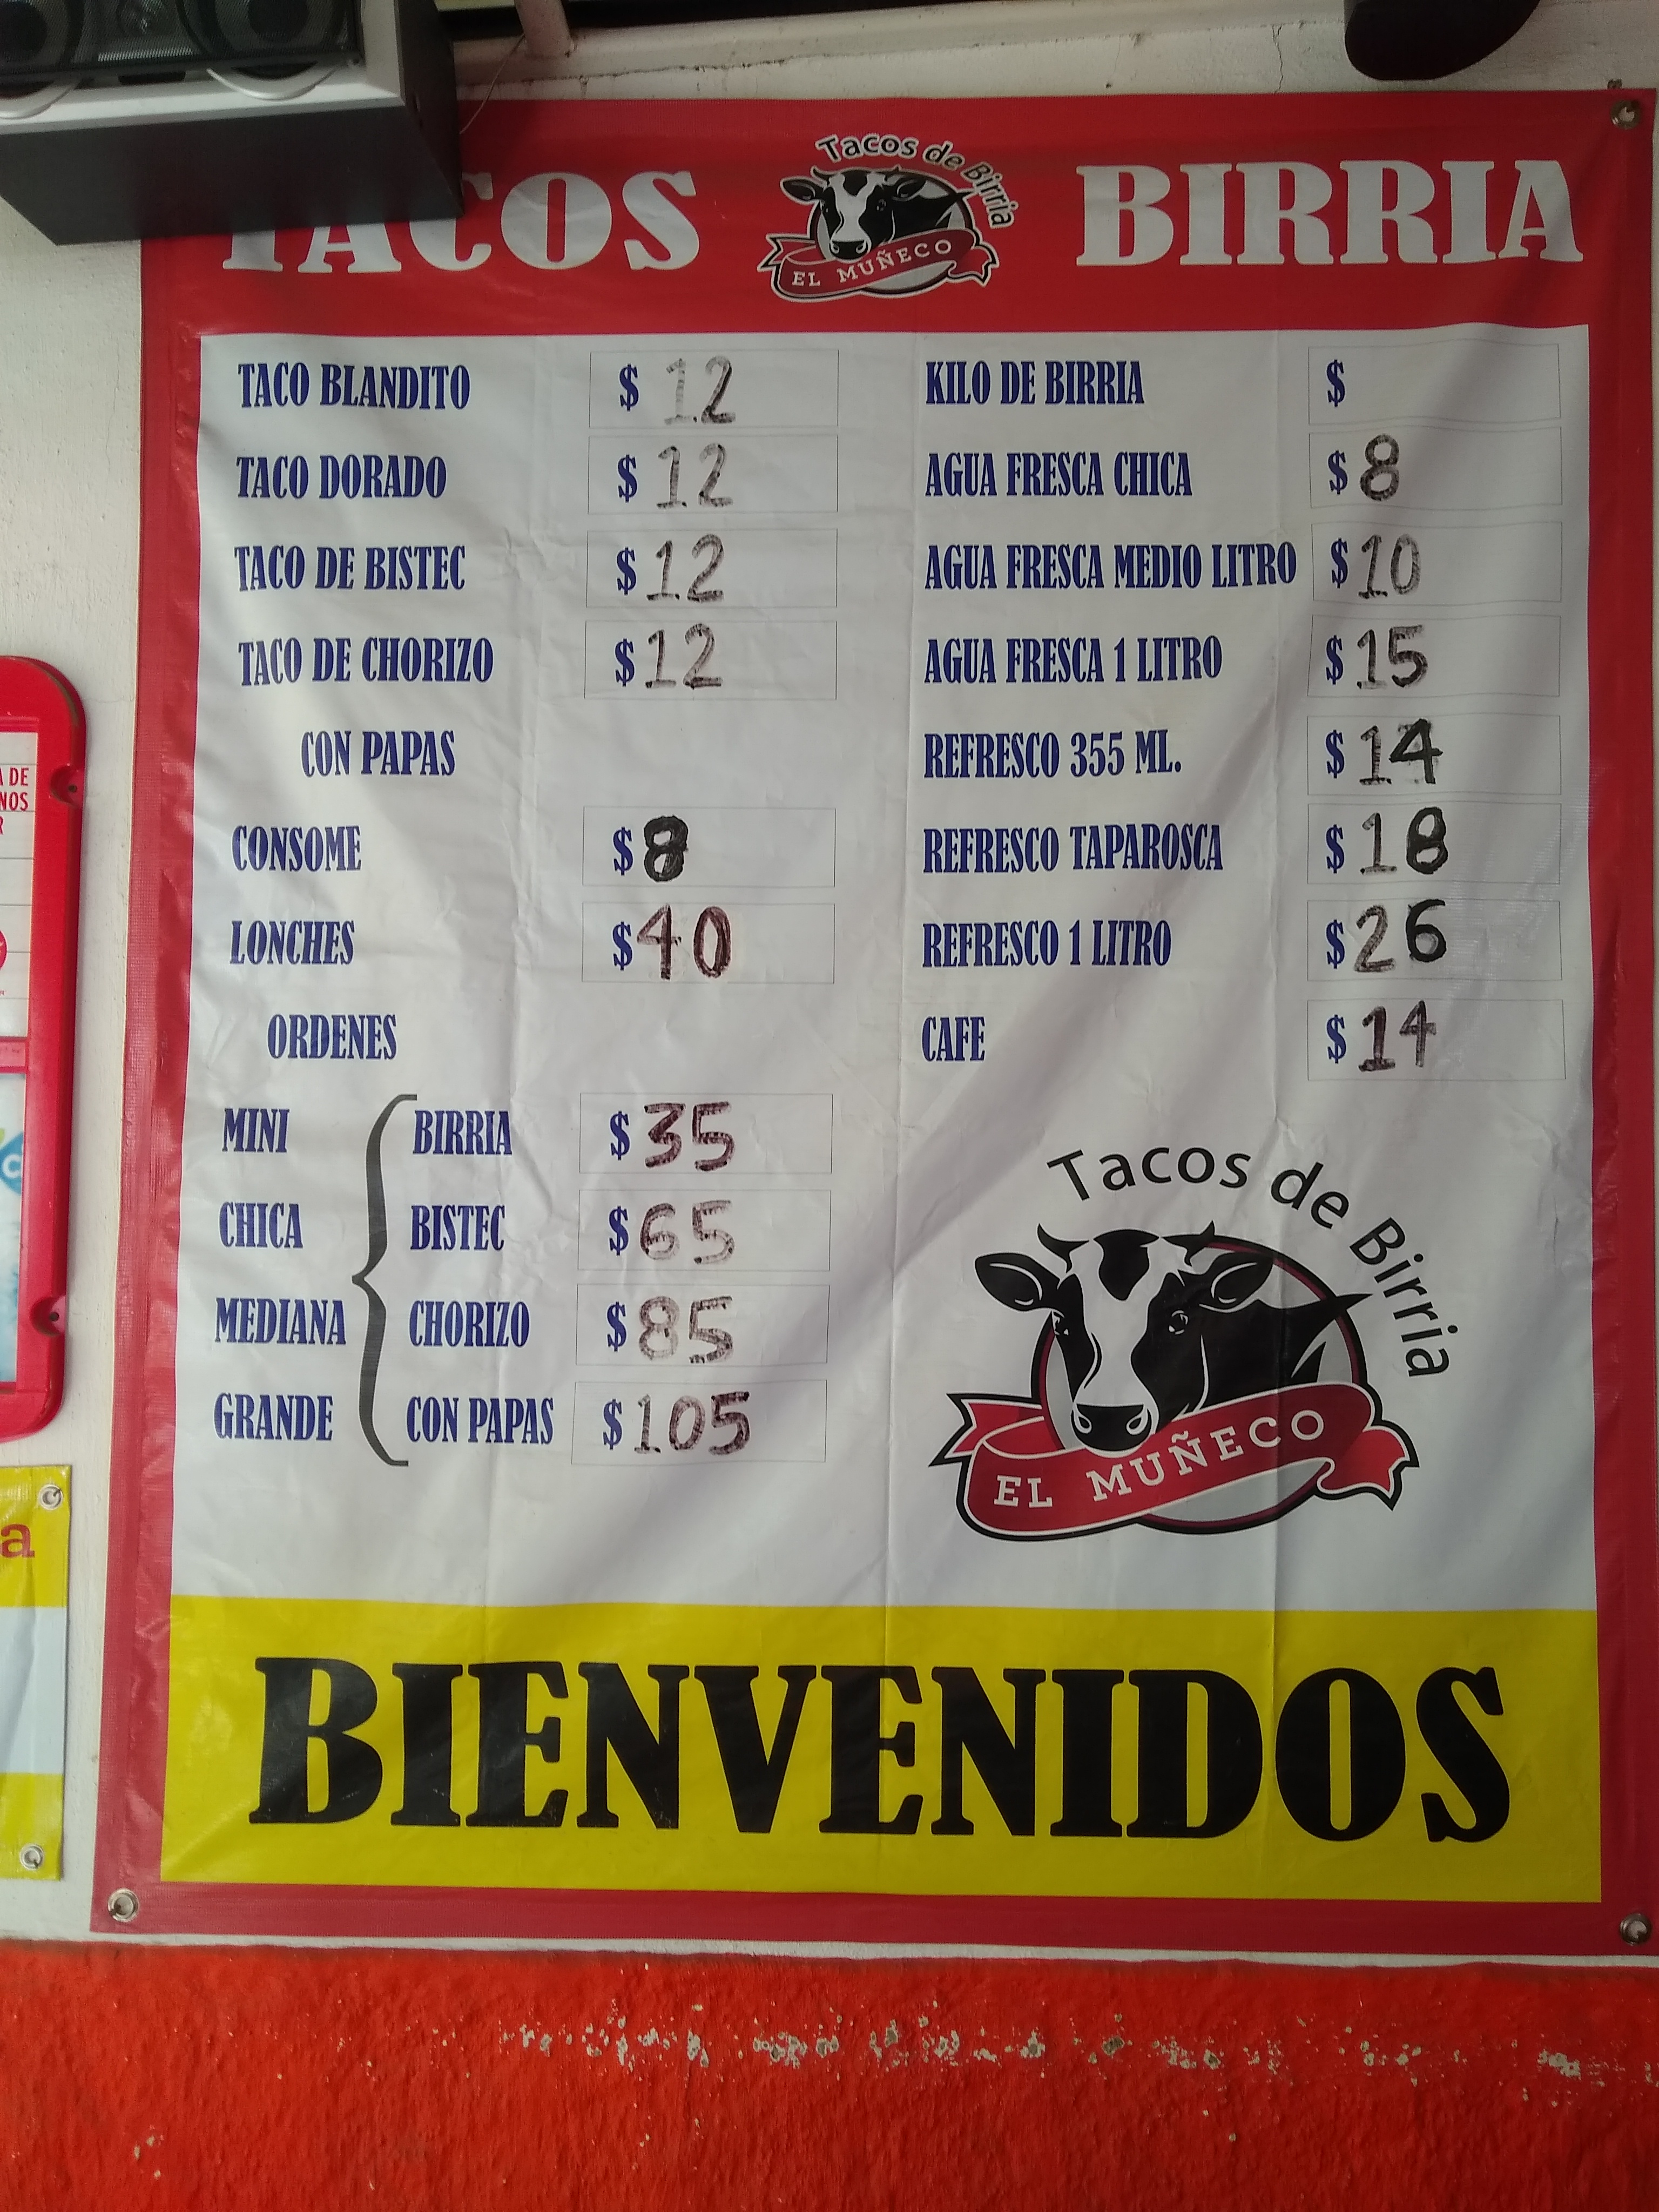 TACOS
Tacos de Birria
EL MUÑECO
BIRRIA
TACO BLANDITO $ 12
TACO DORADO $ 12
TACO DE BISTEC $ 12
TACO DE CHORIZO $ 12
CON PAPAS
CONSOME $ 8
LONCHES $ 40
ORDENES
MINI BIRRIA $ 35
CHICA BISTEC $ 65
MEDIANA CHORIZO $ 85
GRANDE CON PAPAS $ 105
KILO DE BIRRIA $
AGUA FRESCA CHICA $ 8
AGUA FRESCA MEDIO LITRO $ 10
AGUA FRESCA 1 LITRO $ 15
REFRESCO 355 ML. $ 14
REFRESCO TAPAROSCA $ 18
REFRESCO 1 LITRO $ 26
CAFE $ 14
Tacos de Birria
EL MUÑECO
BIENVENIDOS
A DE
NOS
R
a